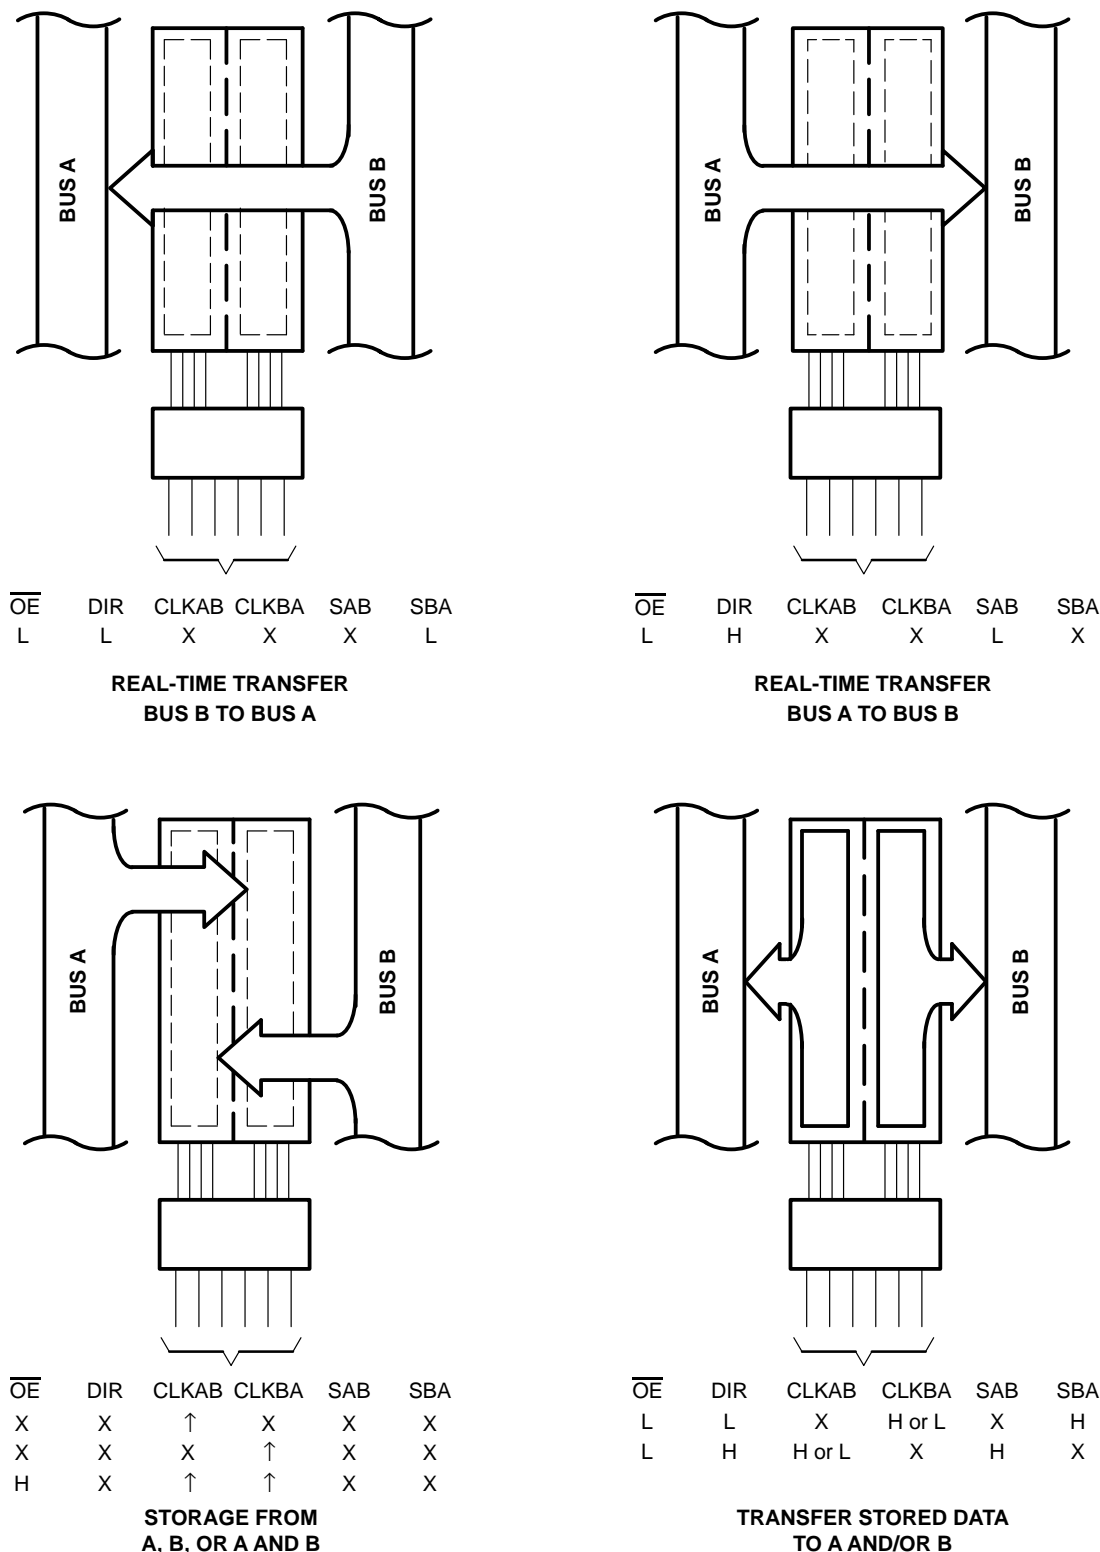 BUS A
BUS B
OE DIR CLKAB CLKBA SAB SBA
L L X X X L
REAL-TIME TRANSFER
BUS B TO BUS A
BUS A
BUS B
OE DIR CLKAB CLKBA SAB SBA
L H X X L X
REAL-TIME TRANSFER
BUS A TO BUS B
BUS A
BUS B
OE DIR CLKAB CLKBA SAB SBA
X X ↑ X X X
X X X ↑ X X
H X ↑ ↑ X X
STORAGE FROM
A, B, OR A AND B
BUS A
BUS B
OE DIR CLKAB CLKBA SAB SBA
L L X H or L X H
L H H or L X H X
TRANSFER STORED DATA
TO A AND/OR B